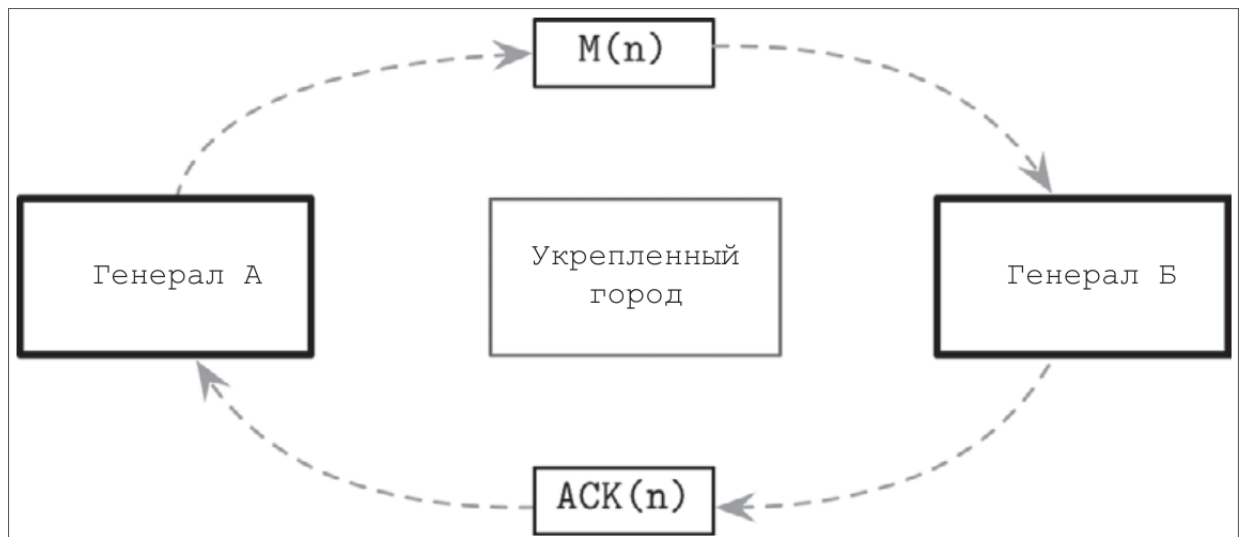 M(n)
Генерал А
Укрепленный
город
Генерал Б
ACK(n)